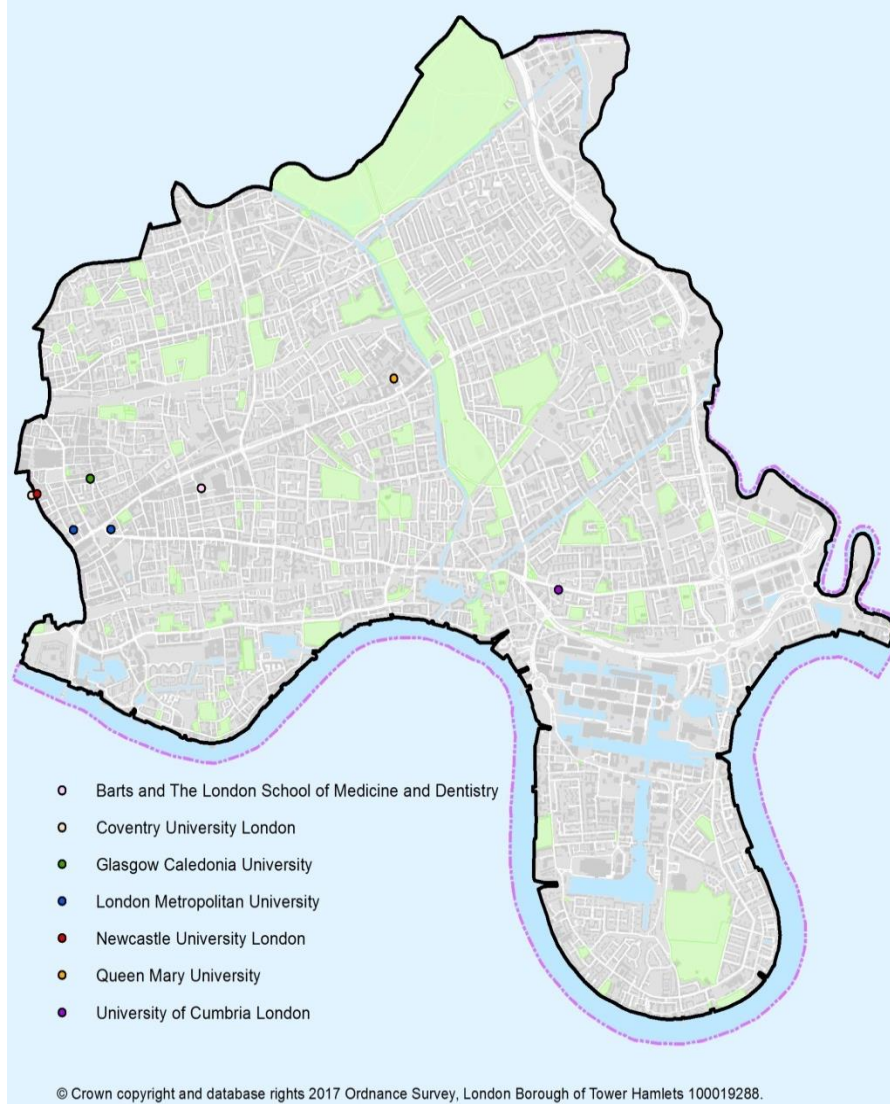 Barts and The London School of Medicine and Dentistry
Coventry University London
Glasgow Caledonia University
London Metropolitan University
Newcastle University London
Queen Mary University
University of Cumbria London
© Crown copyright and database rights 2017 Ordnance Survey, London Borough of Tower Hamlets 100019288.